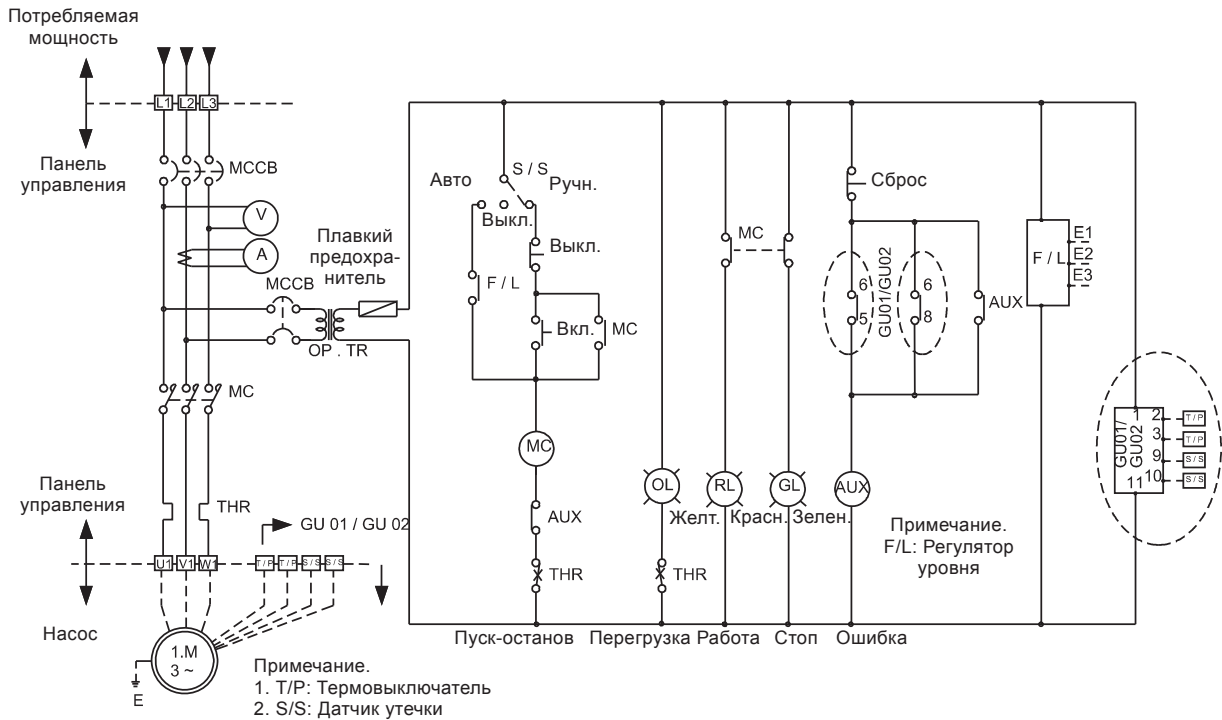 Потребляемая
мощность
L1 L2 L3
Панель
управления
MCCB
V
A
Плавкий
предохра-
нитель
MCCB
OP . TR
MC
Панель
управления
THR
GU 01 / GU 02
U1 V1 W1
T / P T / P S / S S / S
Насос
1.M
3 ~
E
Примечание.
1. T/P: Термовыключатель
2. S/S: Датчик утечки
S / S
Авто
Ручн.
Выкл.
Выкл.
F / L
Вкл.
MC
MC
AUX
THR
Пуск-останов
OL
Желт.
THR
Перегрузка
MC
RL
Красн.
Работа
GL
Зелен.
Стоп
Сброс
6
5
GU01/GU02
6
8
AUX
AUX
Ошибка
F / L
E1
E2
E3
Примечание.
F/L: Регулятор
уровня
GU01/
GU02
1
2 T / P
3 T / P
9 S / S
10 S / S
11